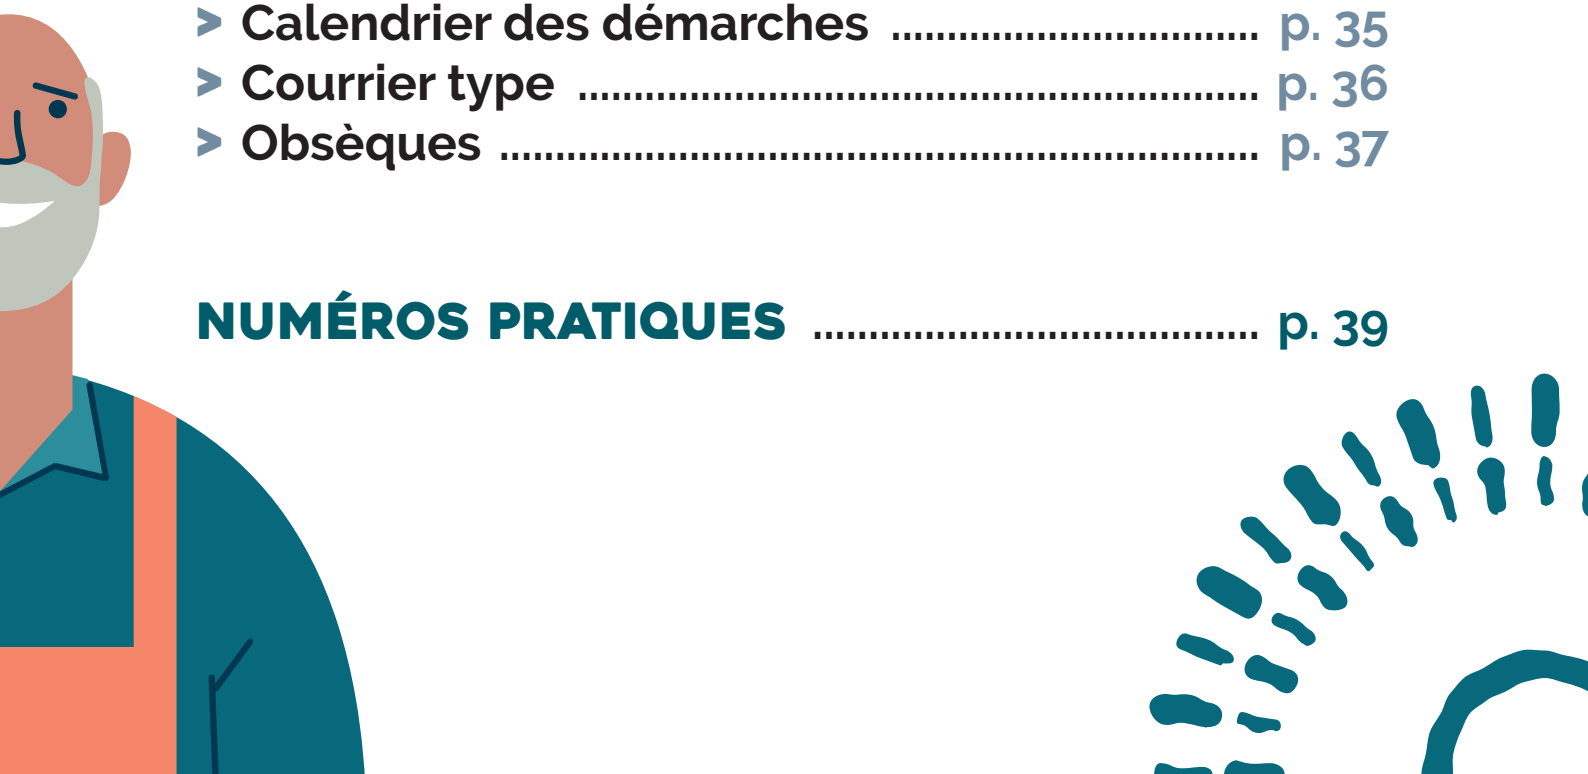 > Calendrier des démarches ................................. p. 35
> Courrier type ............................................................. p. 36
> Obsèques .................................................................... p. 37
NUMÉROS PRATIQUES ........................................ p. 39